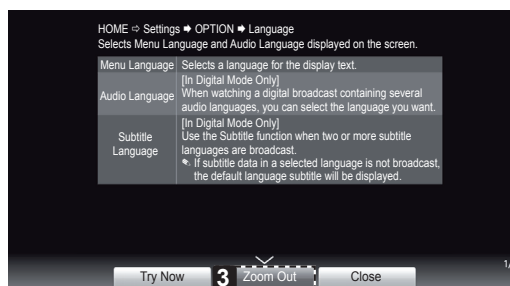 HOME ⇨ Settings ➡ OPTION ➡ Language
Selects Menu Language and Audio Language displayed on the screen.
Menu Language Selects a language for the display text.
Audio Language
[In Digital Mode Only]
When watching a digital broadcast containing several
audio languages, you can select the language you want.
Subtitle
Language
[In Digital Mode Only]
Use the Subtitle function when two or more subtitle
languages are broadcast.
If subtitle data in a selected language is not broadcast,
the default language subtitle will be displayed.
Try Now 3 Zoom Out Close